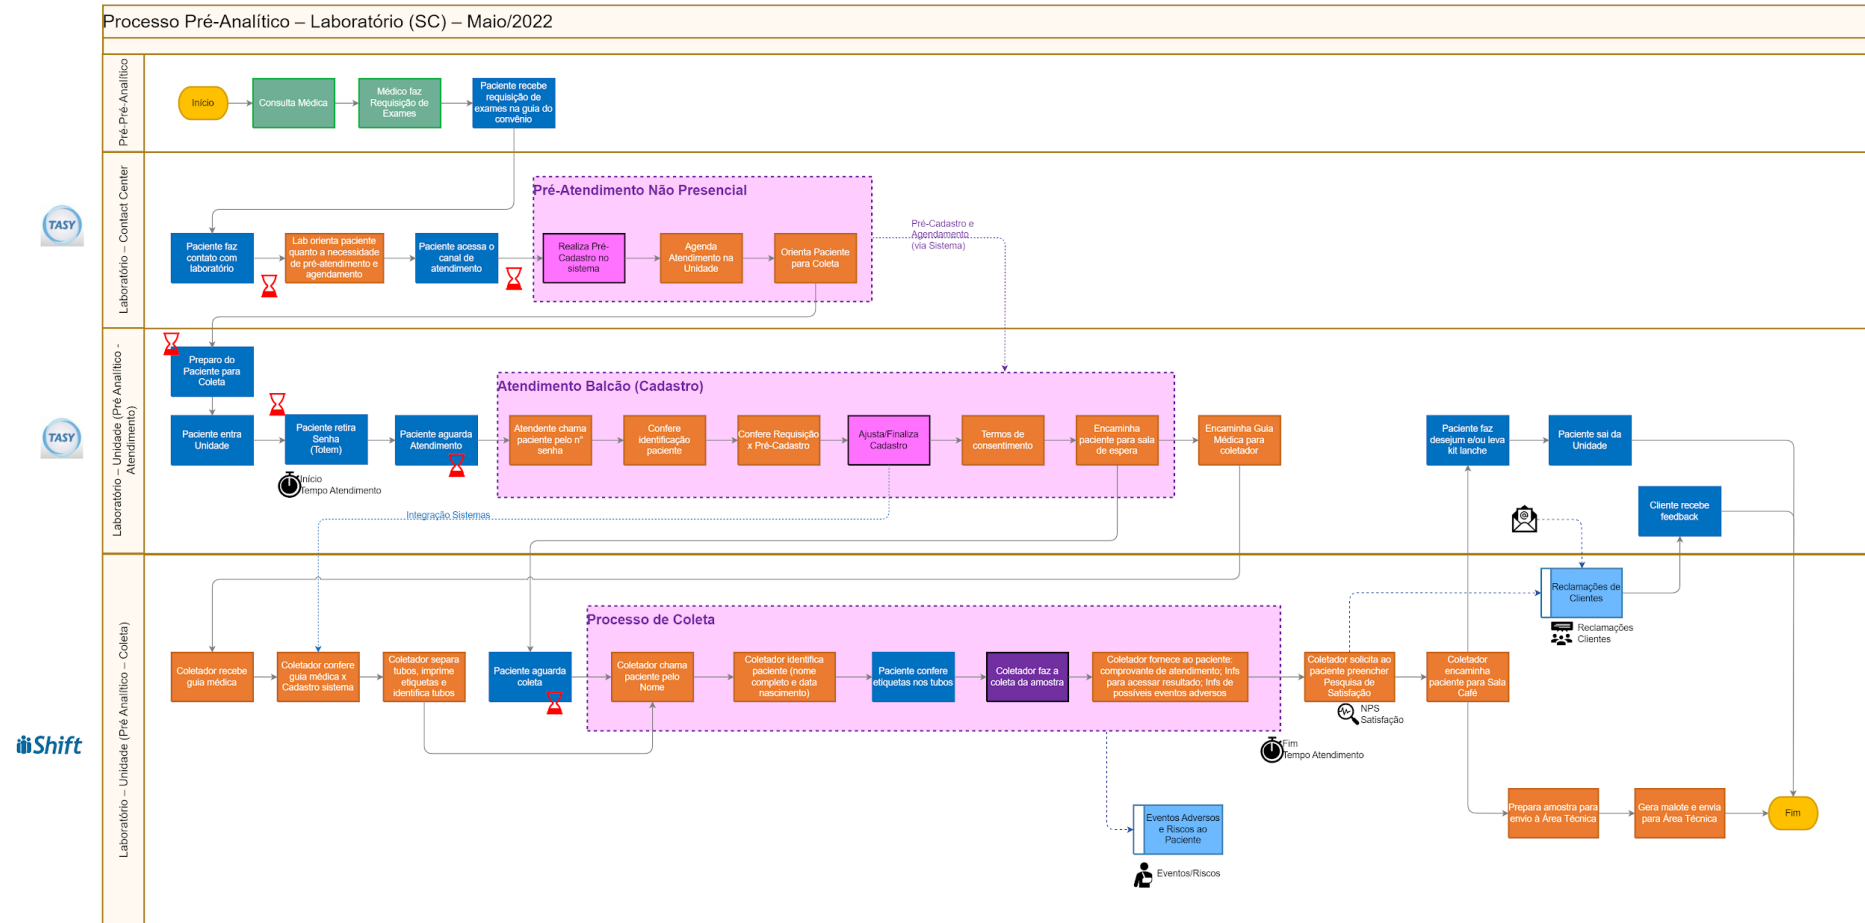 Processo Pré-Analítico – Laboratório (SC) – Maio/2022
Pré-Pré-Analítico
Início
Consulta Médica
Médico faz
Requisição de
Exames
Paciente recebe
requisição de
exames na guia do
convênio
TASY
Laboratório – Contact Center
Paciente faz
contato com
laboratório
Lab orienta paciente
quanto a necessidade
de pré-atendimento e
agendamento
Paciente acessa o
canal de
atendimento
Pré-Atendimento Não Presencial
Realiza Pré-
Cadastro no
sistema
Agenda
Atendimento na
Unidade
Orienta Paciente
para Coleta
Pré-Cadastro e
Agendamento
(via Sistema)
TASY
Laboratório – Unidade (Pré Analítico -
Atendimento)
Preparo do
Paciente para
Coleta
Paciente entra
Unidade
Paciente retira
Senha
(Totem)
Início
Tempo Atendimento
Paciente aguarda
Atendimento
Atendimento Balcão (Cadastro)
Atendente chama
paciente pelo n°
senha
Confere
identificação
paciente
Confere Requisição
x Pré-Cadastro
Ajusta/Finaliza
Cadastro
Termos de
consentimento
Encaminha
paciente para sala
de espera
Encaminha Guia
Médica para
coletador
Paciente faz
desjejum e/ou leva
kit lanche
Paciente sai da
Unidade
Cliente recebe
feedback
Integração Sistemas
Shift
Laboratório – Unidade (Pré Analítico – Coleta)
Coletador recebe
guia médica
Coletador confere
guia médica x
Cadastro sistema
Coletador separa
tubos, imprime
etiquetas e
identifica tubos
Paciente aguarda
coleta
Processo de Coleta
Coletador chama
paciente pelo
Nome
Coletador identifica
paciente (nome
completo e data
nascimento)
Paciente confere
etiquetas nos tubos
Coletador faz a
coleta da amostra
Coletador fornece ao paciente:
comprovante de atendimento; Infs
para acessar resultado; Infs de
possíveis eventos adversos
Fim
Tempo Atendimento
Coletador solicita ao
paciente preencher
Pesquisa de
Satisfação
NPS
Satisfação
Coletador
encaminha
paciente para Sala
Café
Reclamações de
Clientes
Reclamações
Clientes
Eventos Adversos
e Riscos ao
Paciente
Eventos/Riscos
Prepara amostra para
envio à Área Técnica
Gera malote e envia
para Área Técnica
Fim